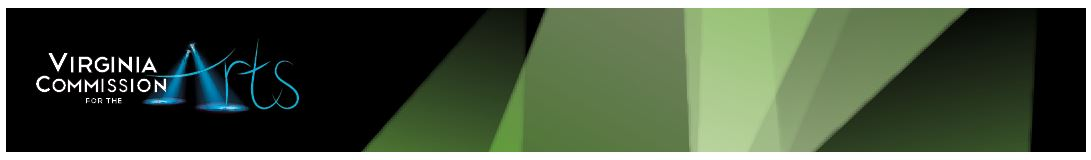 VIRGINIA
COMMISSION
FOR THE
Arts